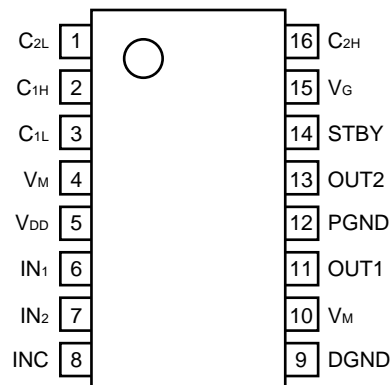 C2L 1 16 C2H
C1H 2 15 VG
C1L 3 14 STBY
VM 4 13 OUT2
VDD 5 12 PGND
IN1 6 11 OUT1
IN2 7 10 VM
INC 8 9 DGND